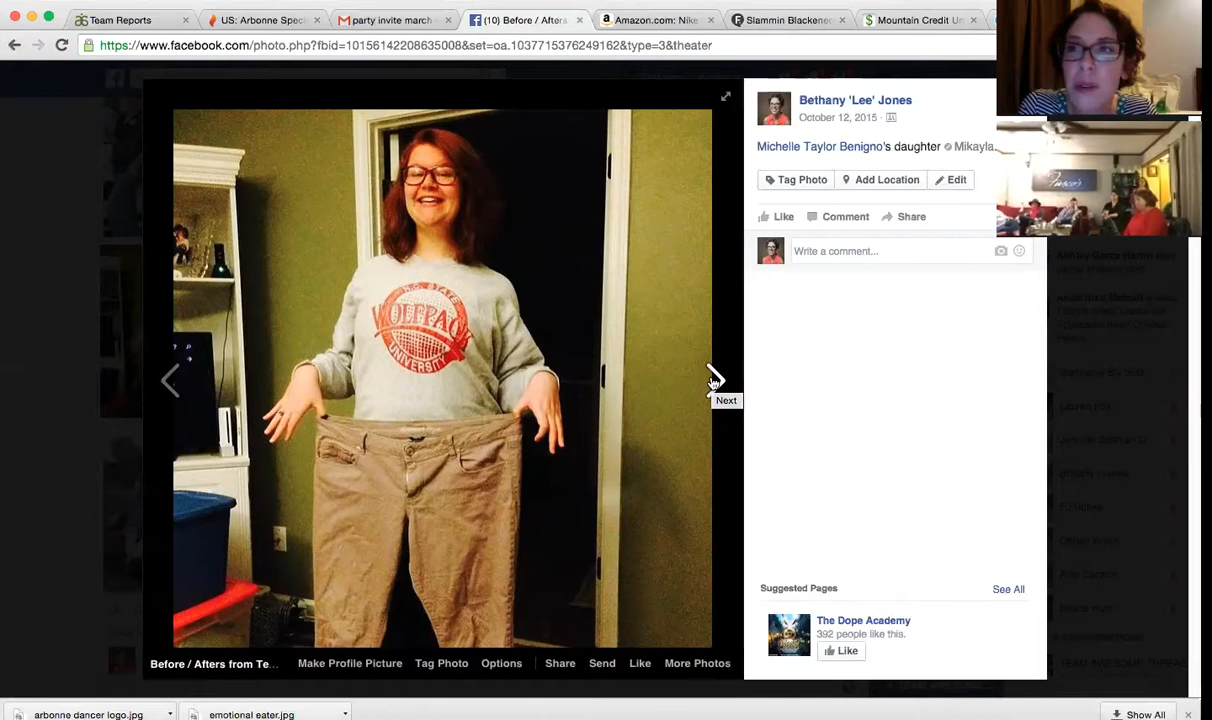 Team Reports
US: Arbonne Speci
party invite march
(10) Before / Afters
Amazon.com: Nike
Slammin Blackened
Mountain Credit Un
https://www.facebook.com/photo.php?fbid=10156142208635008&set=oa.1037715376249162&type=3&theater
Bethany 'Lee' Jones
October 12, 2015
Michelle Taylor Benigno's daughter Mikayla.
Tag Photo
Add Location
Edit
Like
Comment
Share
Write a comment...
N.C. STATE
WOLFPACK
UNIVERSITY
Next
Suggested Pages
See All
The Dope Academy
392 people like this.
Like
Before / Afters from Te...
Make Profile Picture
Tag Photo
Options
Share
Send
Like
More Photos
arbonne dancer logo.jpg
emotional eater.jpg
Show All